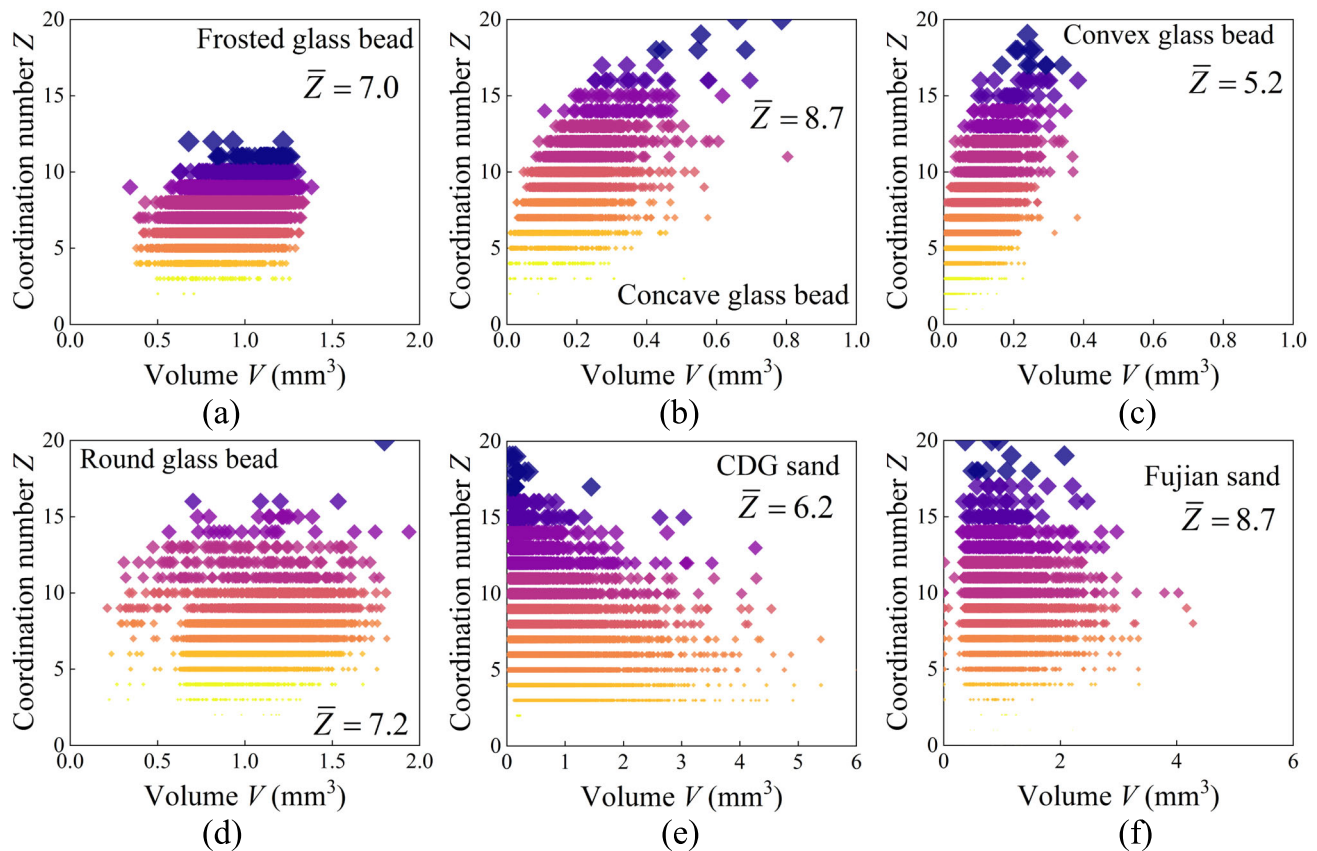 20
15
10
5
0
Coordination number Z
Frosted glass bead
Z̅ = 7.0
0.0 0.5 1.0 1.5 2.0
Volume V (mm³)
(a)
20
15
10
5
0
Coordination number Z
Z̅ = 8.7
Concave glass bead
0.0 0.2 0.4 0.6 0.8 1.0
Volume V (mm³)
(b)
20
15
10
5
0
Coordination number Z
Convex glass bead
Z̅ = 5.2
0.0 0.2 0.4 0.6 0.8 1.0
Volume V (mm³)
(c)
20
15
10
5
0
Coordination number Z
Round glass bead
Z̅ = 7.2
0.0 0.5 1.0 1.5 2.0
Volume V (mm³)
(d)
20
15
10
5
0
Coordination number Z
CDG sand
Z̅ = 6.2
0 1 2 3 4 5 6
Volume V (mm³)
(e)
20
15
10
5
0
Coordination number Z
Fujian sand
Z̅ = 8.7
0 2 4 6
Volume V (mm³)
(f)